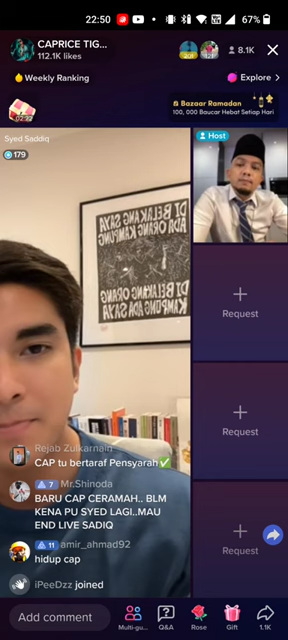 22:50
67%
CAPRICE TIG...
112.1K likes
8.1K
Weekly Ranking
Explore >
02:22
Bazaar Ramadan
100, 000 Baucar Hebat Setiap Hari
Syed Saddiq
179
Host
DI BELAKANG SAYA
ADA ORANG KAMPUNG
DI BELAKANG ORANG
KAMPUNG ADA SAYA
Request
Request
Request
Rejab Zulkarnain
CAP tu bertaraf Pensyarah✅
7 Mr.Shinoda
BARU CAP CERAMAH.. BLM
KENA PU SYED LAGI..MAU
END LIVE SADIQ
11 amir_ahmad92
hidup cap
iPeeDzz joined
Add comment
Multi-gu...
Q&A
Rose
Gift
1.1K